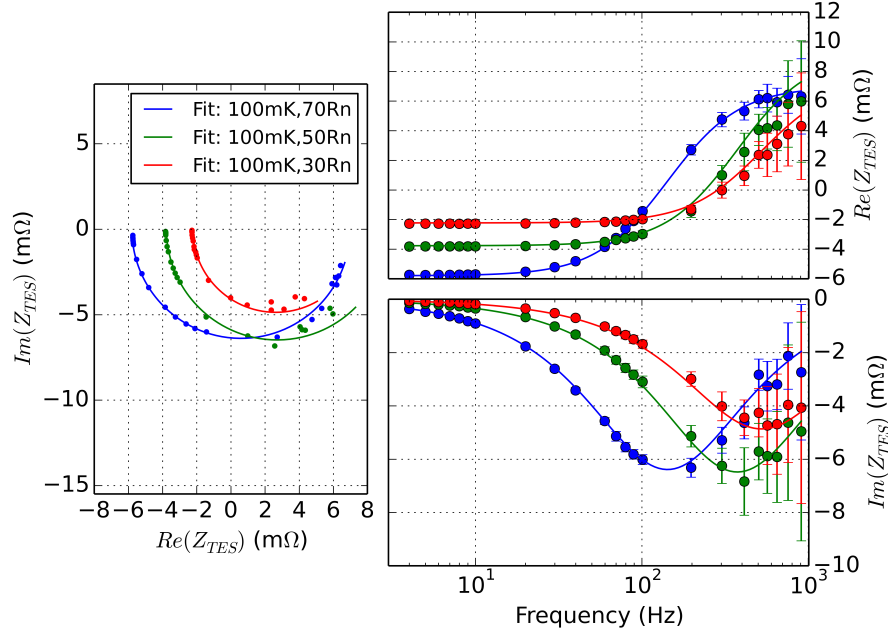 Fit: 100mK,70Rn
Fit: 100mK,50Rn
Fit: 100mK,30Rn
5
0
−5
−10
−15
Im(Z_TES) (mΩ)
−8 −6 −4 −2 0 2 4 6 8
Re(Z_TES) (mΩ)
12
10
8
6
4
2
0
−2
−4
−6
Re(Z_TES) (mΩ)
0
−2
−4
−6
−8
−10
Im(Z_TES) (mΩ)
10^1 10^2 10^3
Frequency (Hz)